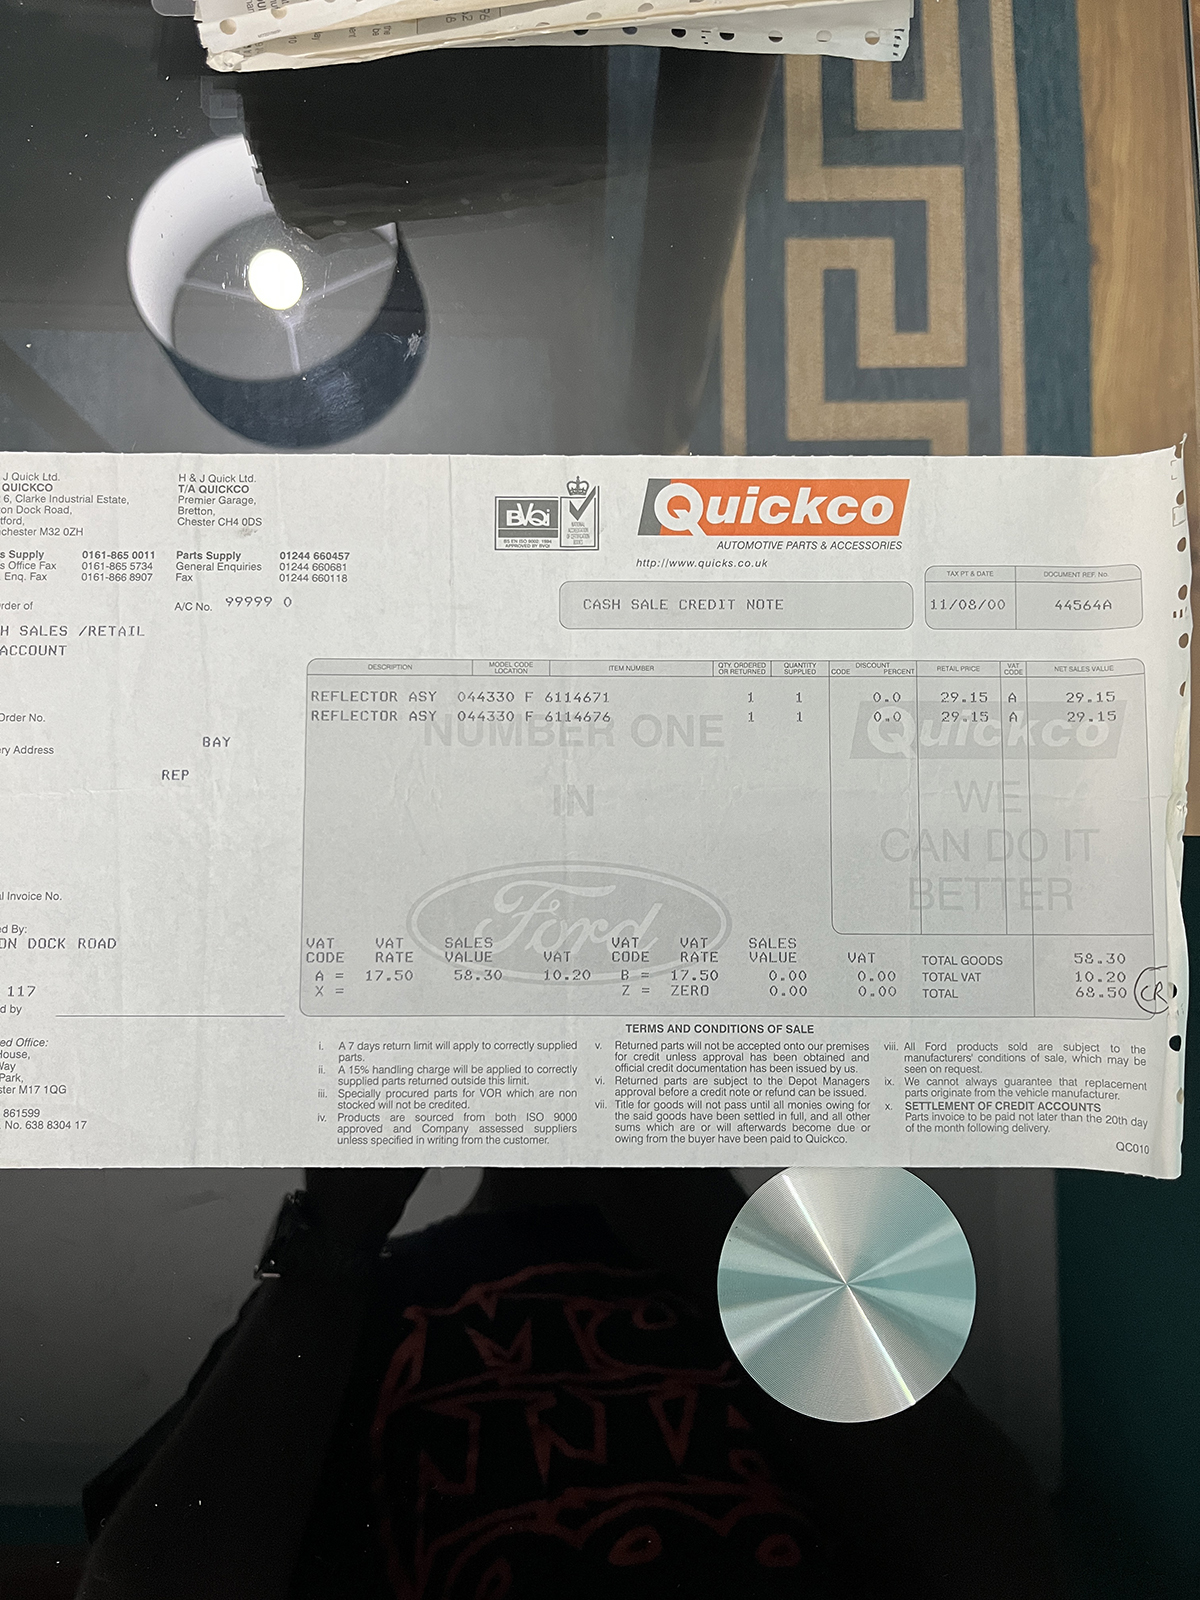 J Quick Ltd.
QUICKCO
6, Clarke Industrial Estate,
on Dock Road,
tford,
chester M32 0ZH
s Supply 0161-865 0011
s Office Fax 0161-865 5734
Enq. Fax 0161-866 8907
H & J Quick Ltd.
T/A QUICKCO
Premier Garage,
Bretton,
Chester CH4 0DS
Parts Supply 01244 660457
General Enquiries 01244 660681
Fax 01244 660118
BVQi
BS EN ISO 9002: 1994
APPROVED BY BVQI
NATIONAL ACCREDITATION OF CERTIFICATION BODIES
Quickco
AUTOMOTIVE PARTS & ACCESSORIES
http://www.quicks.co.uk
rder of
A/C No. 99999 0
H SALES /RETAIL
ACCOUNT
CASH SALE CREDIT NOTE
TAX PT & DATE DOCUMENT REF. No
11/08/00 44564A
Order No.
ry Address
BAY
REP
DESCRIPTION MODEL CODE LOCATION ITEM NUMBER QTY. ORDERED OR RETURNED QUANTITY SUPPLIED DISCOUNT CODE PERCENT RETAIL PRICE VAT CODE NET SALES VALUE
REFLECTOR ASY 044330 F 6114671 1 1 0.0 29.15 A 29.15
REFLECTOR ASY 044330 F 6114676 1 1 0.0 29.15 A 29.15
NUMBER ONE
IN
Ford
Quickco
WE
CAN DO IT
BETTER
al Invoice No.
d By:
ON DOCK ROAD
117
d by
VAT CODE VAT RATE SALES VALUE VAT VAT CODE VAT RATE SALES VALUE VAT
A = 17.50 58.30 10.20 B = 17.50 0.00 0.00
X = Z = ZERO 0.00 0.00
TOTAL GOODS 58.30
TOTAL VAT 10.20
TOTAL 68.50 CR
ed Office:
House,
Way
Park,
ster M17 1QG
861599
. No. 638 8304 17
TERMS AND CONDITIONS OF SALE
i. A 7 days return limit will apply to correctly supplied
parts.
ii. A 15% handling charge will be applied to correctly
supplied parts returned outside this limit.
iii. Specially procured parts for VOR which are non
stocked will not be credited.
iv. Products are sourced from both ISO 9000
approved and Company assessed suppliers
unless specified in writing from the customer.
v. Returned parts will not be accepted onto our premises
for credit unless approval has been obtained and
official credit documentation has been issued by us.
vi. Returned parts are subject to the Depot Managers
approval before a credit note or refund can be issued.
vii. Title for goods will not pass until all monies owing for
the said goods have been settled in full, and all other
sums which are or will afterwards become due or
owing from the buyer have been paid to Quickco.
viii. All Ford products sold are subject to the
manufacturers' conditions of sale, which may be
seen on request.
ix. We cannot always guarantee that replacement
parts originate from the vehicle manufacturer.
x. SETTLEMENT OF CREDIT ACCOUNTS
Parts invoice to be paid not later than the 20th day
of the month following delivery.
QC010